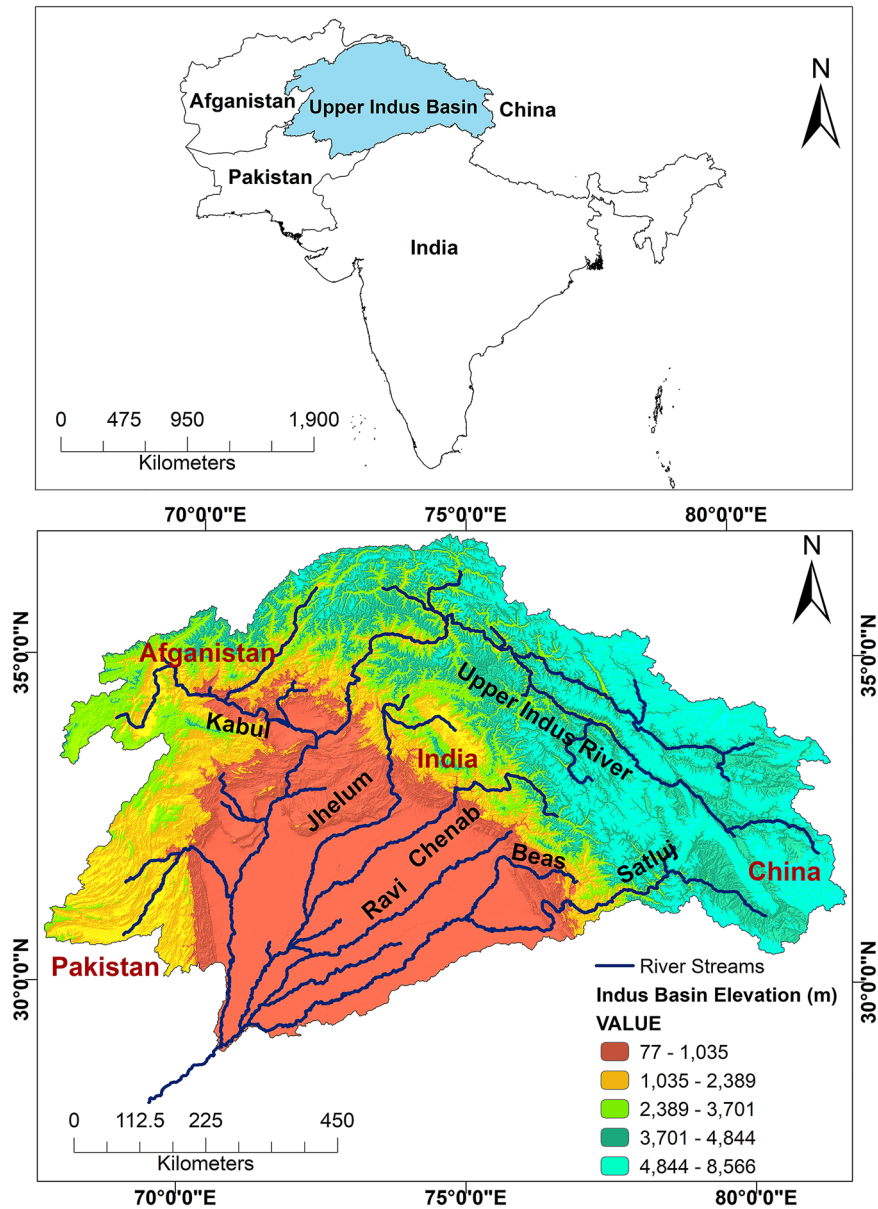 N
Afganistan
Upper Indus Basin
China
Pakistan
India
0 475 950 1,900
Kilometers
70°0'0"E 75°0'0"E 80°0'0"E
N
35°0'0"N
35°0'0"N
Afganistan
Upper Indus River
Kabul
India
Jhelum
Chenab
Beas
Satluj
China
Ravi
Pakistan
30°0'0"N
30°0'0"N
River Streams
Indus Basin Elevation (m)
VALUE
77 - 1,035
1,035 - 2,389
2,389 - 3,701
3,701 - 4,844
4,844 - 8,566
0 112.5 225 450
Kilometers
70°0'0"E 75°0'0"E 80°0'0"E